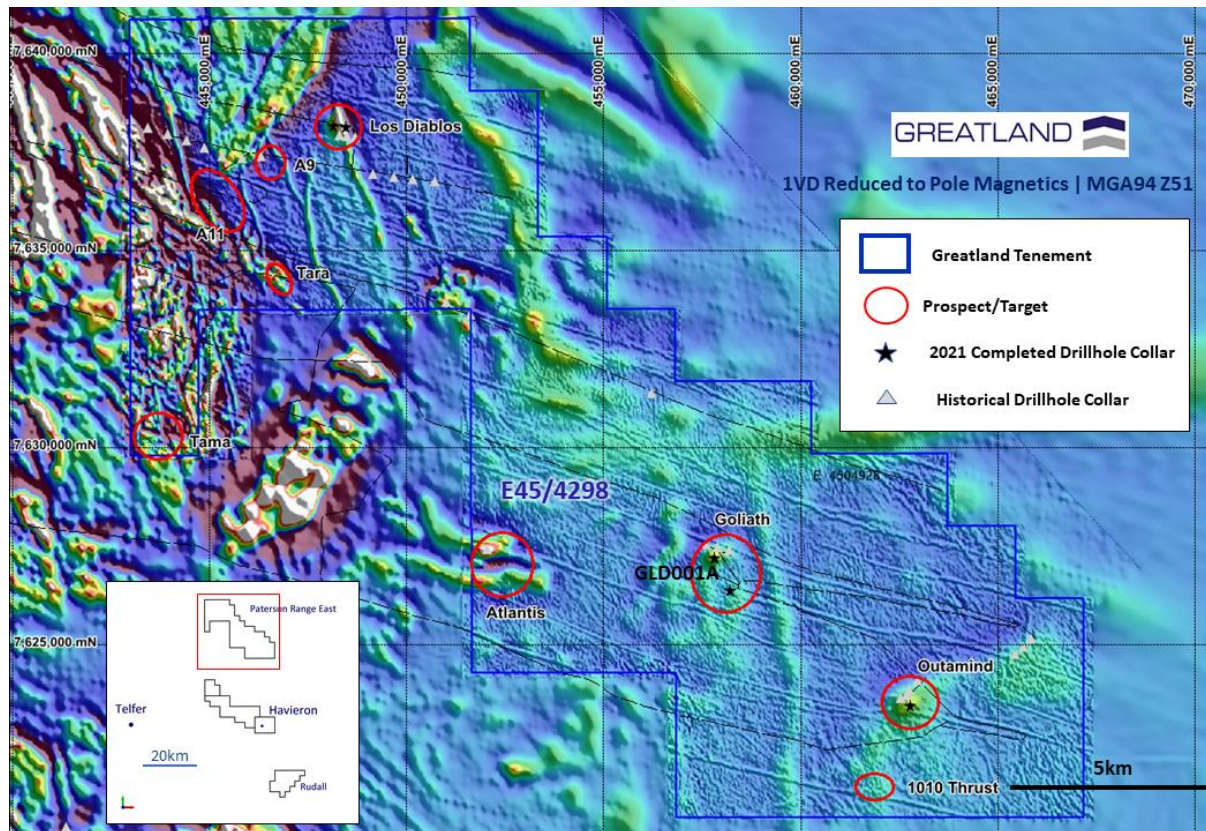 7,640,000 mN
445,000 mE
450,000 mE
455,000 mE
460,000 mE
465,000 mE
470,000 mE
Los Diablos
GREATLAND
A9
1VD Reduced to Pole Magnetics | MGA94 Z51
A11
7,635,000 mN
Tara
Greatland Tenement
Prospect/Target
2021 Completed Drillhole Collar
Historical Drillhole Collar
7,630,000 mN
Tama
E45/4298
E 4504928
Goliath
GLD001A
Atlantis
7,625,000 mN
Paterson Range East
Outamind
Telfer
Havieron
20km
Rudall
1010 Thrust
5km